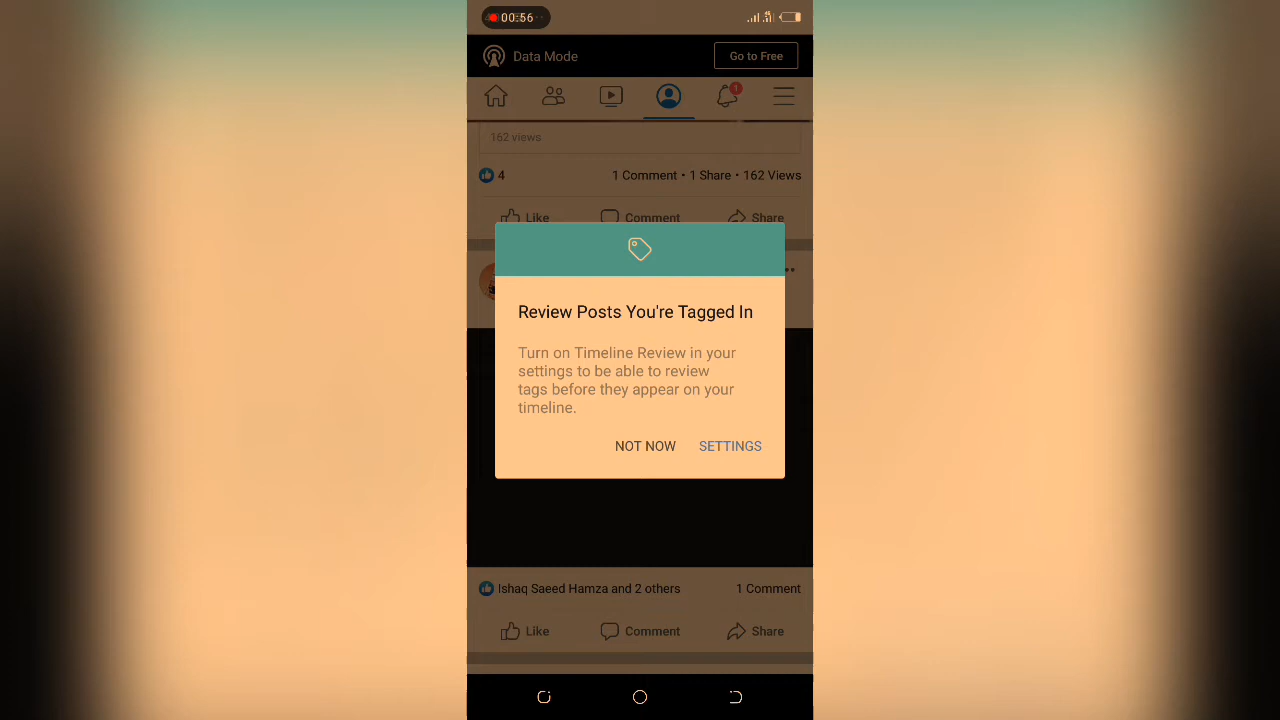 00:56
Data Mode
Go to Free
1
162 views
4
1 Comment • 1 Share • 162 Views
Like
Comment
Share
Review Posts You're Tagged In
Turn on Timeline Review in your
settings to be able to review
tags before they appear on your
timeline.
NOT NOW
SETTINGS
Ishaq Saeed Hamza and 2 others
1 Comment
Like
Comment
Share